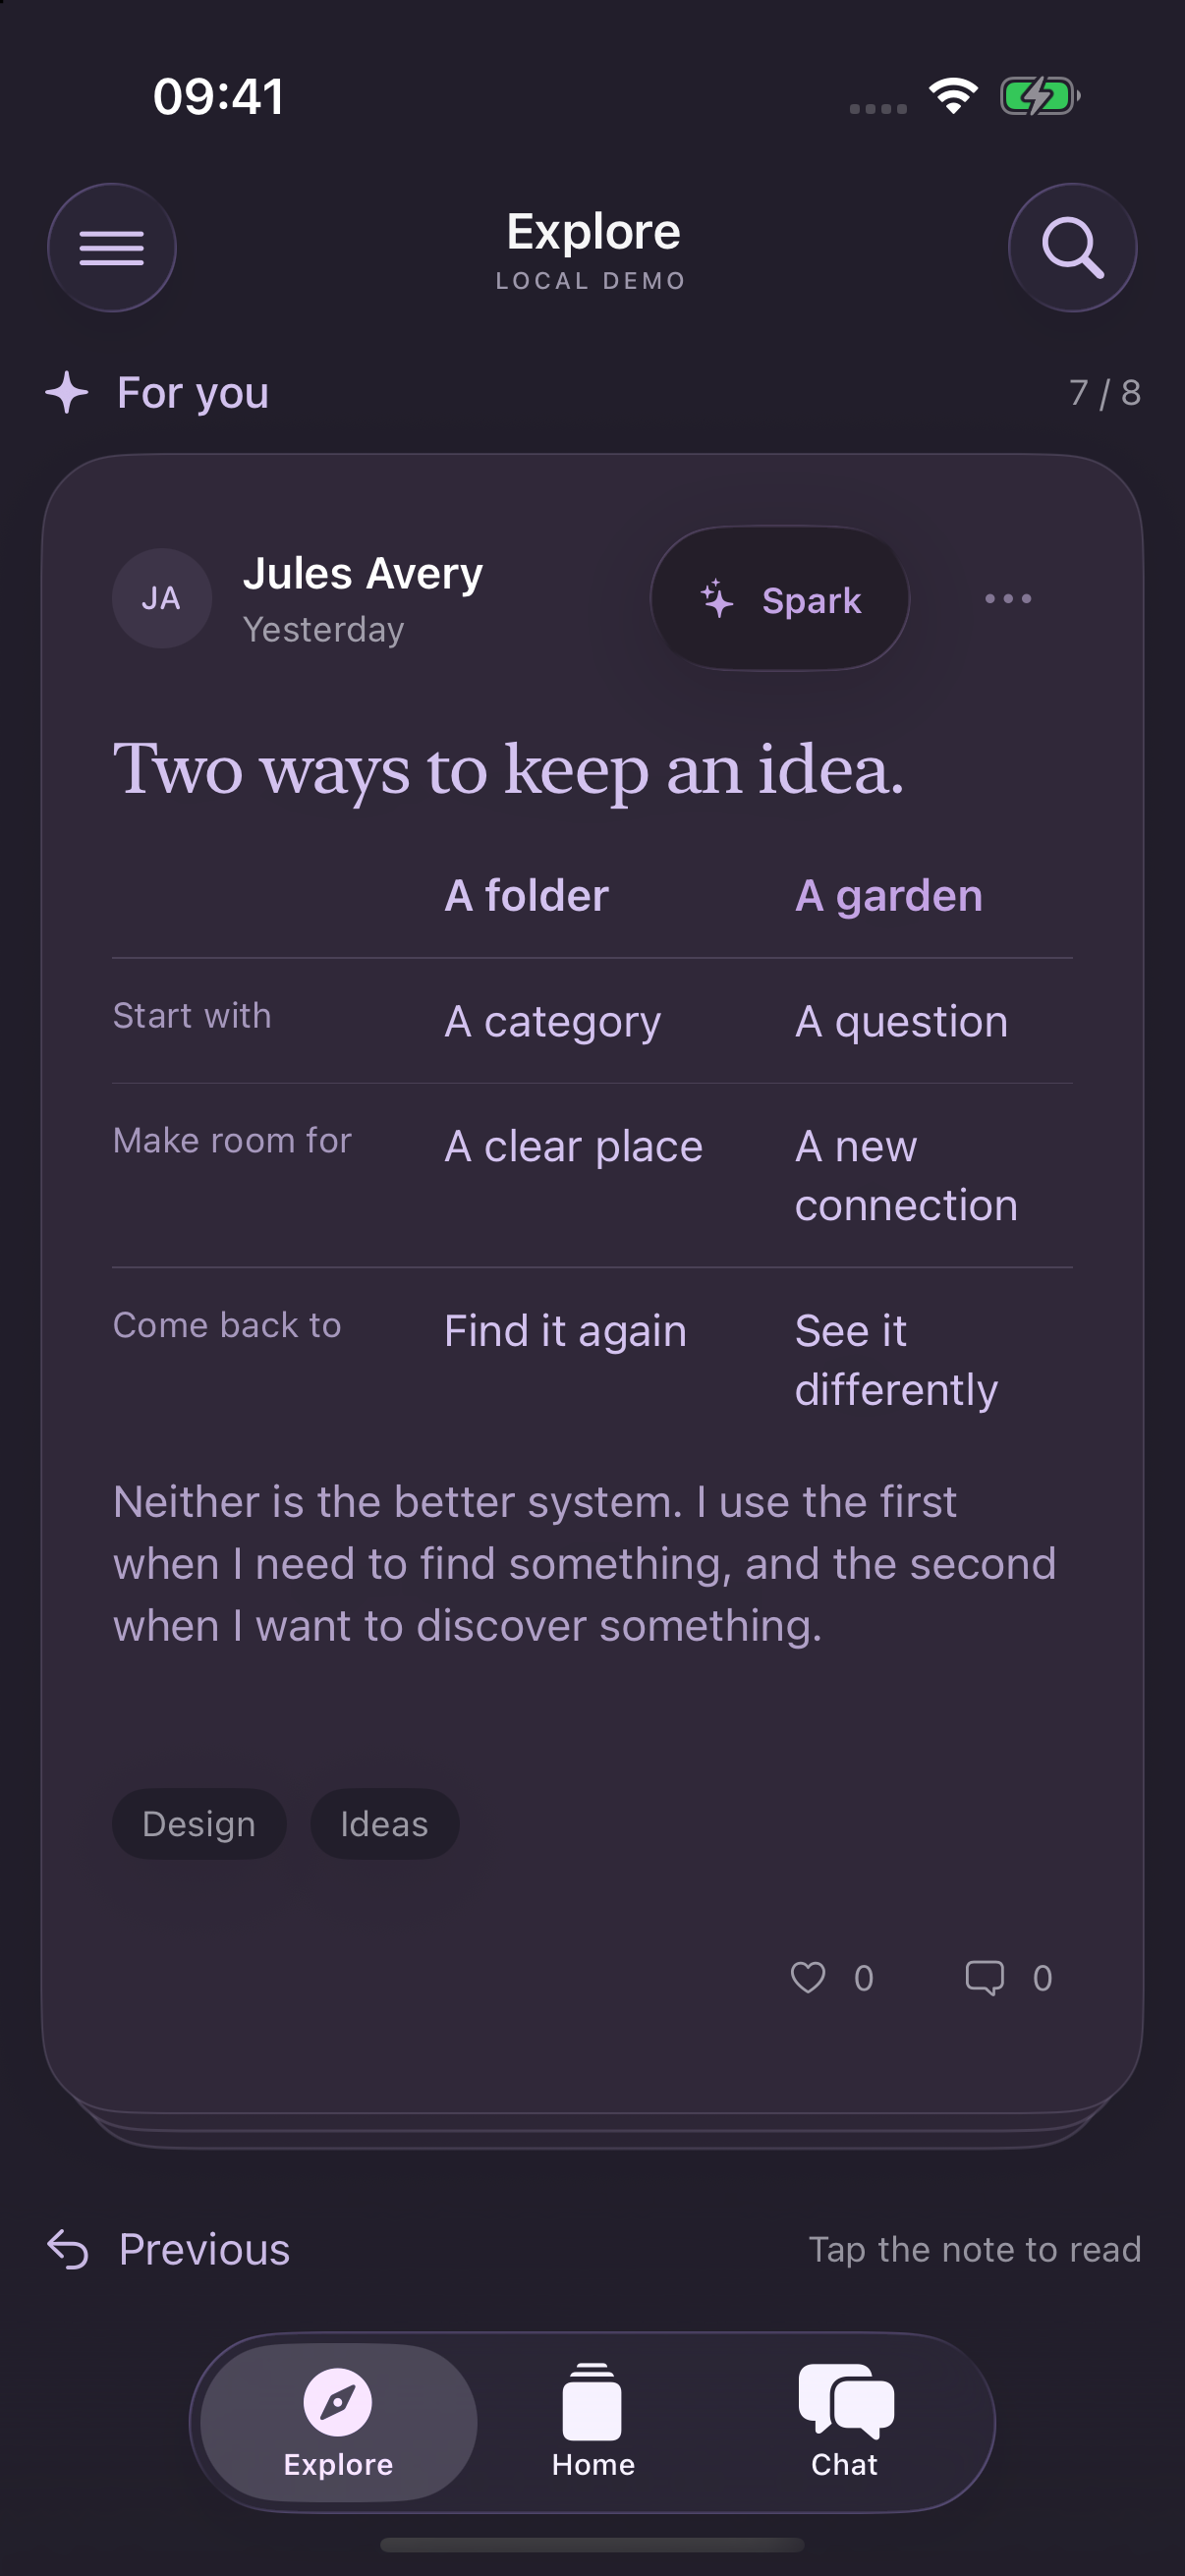 09:41
Explore
LOCAL DEMO
For you
7 / 8
JA
Jules Avery
Yesterday
Spark
Two ways to keep an idea.
A folder A garden
Start with A category A question
Make room for A clear place A new
connection
Come back to Find it again See it
differently
Neither is the better system. I use the first
when I need to find something, and the second
when I want to discover something.
Design Ideas
0 0
Previous
Tap the note to read
Explore Home Chat